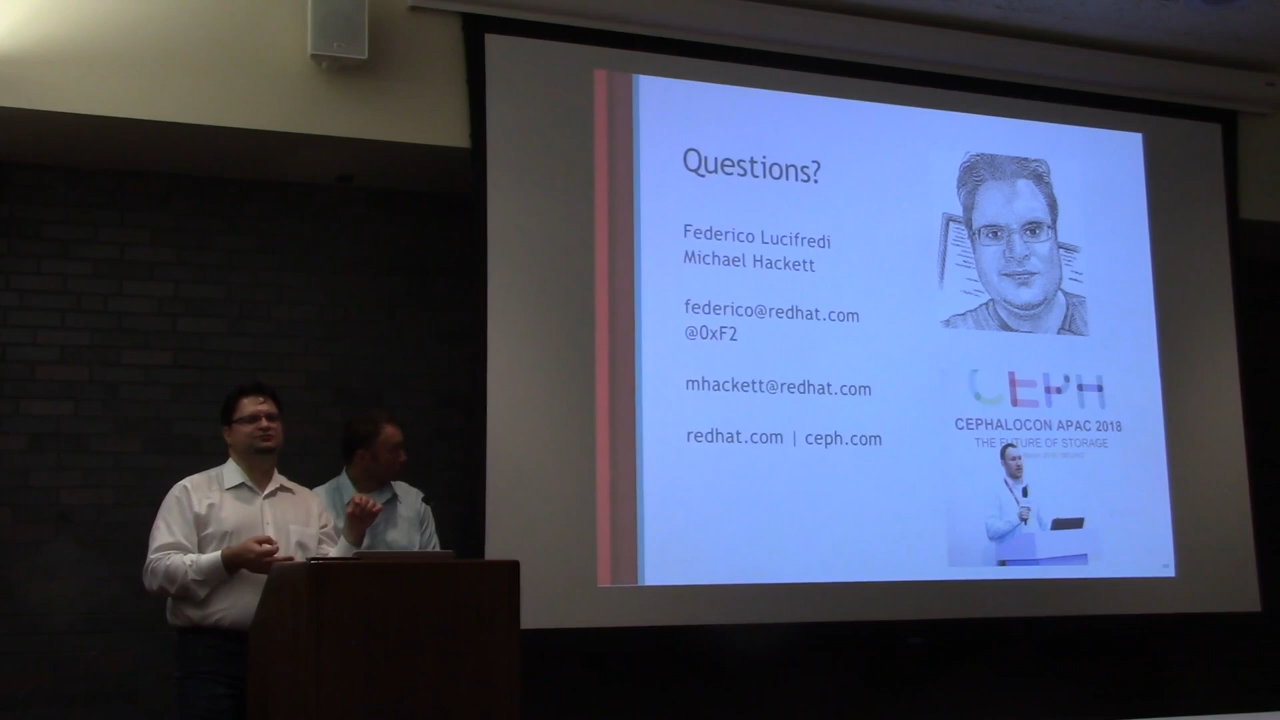 Questions?
Federico Lucifredi
Michael Hackett
federico@redhat.com
@0xF2
mhackett@redhat.com
redhat.com | ceph.com
CEPH
CEPHALOCON APAC 2018
THE FUTURE OF STORAGE